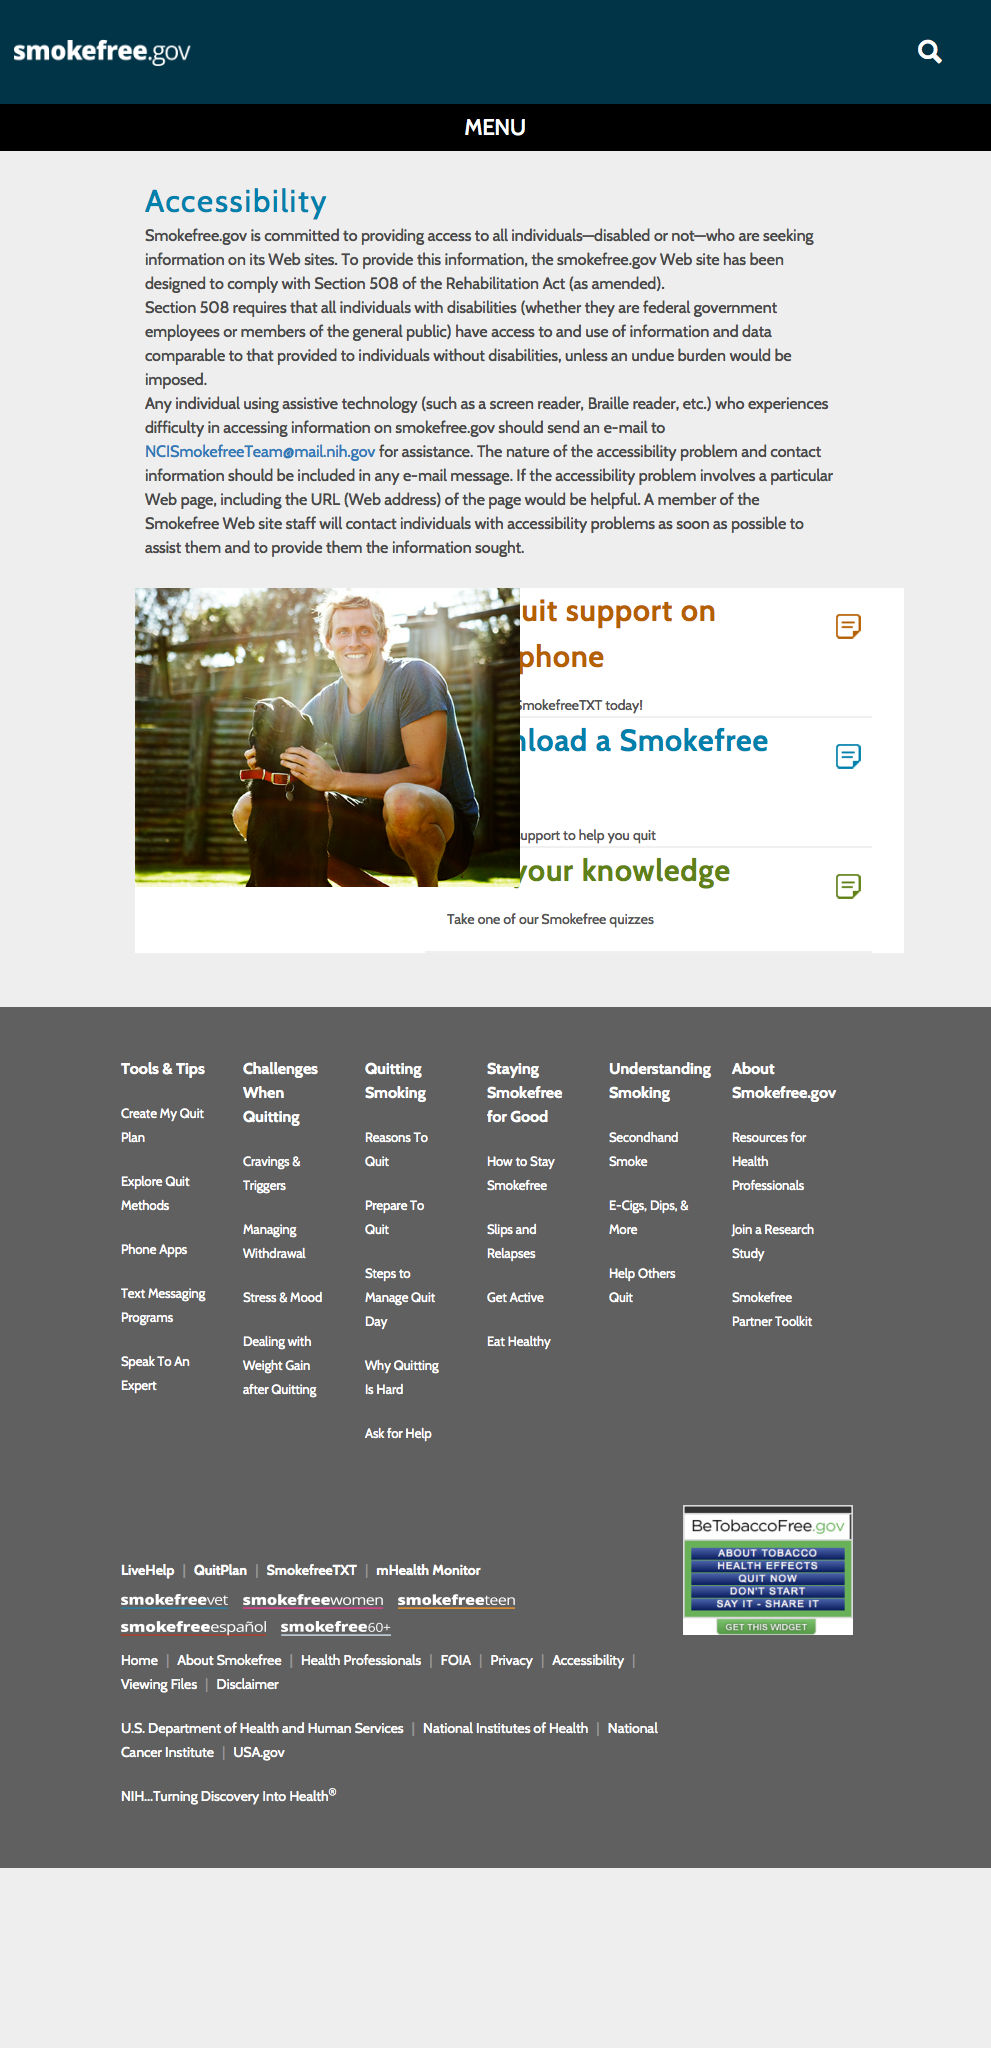 smokefree.gov
MENU
Accessibility
Smokefree.gov is committed to providing access to all individuals—disabled or not—who are seeking
information on its Web sites. To provide this information, the smokefree.gov Web site has been
designed to comply with Section 508 of the Rehabilitation Act (as amended).
Section 508 requires that all individuals with disabilities (whether they are federal government
employees or members of the general public) have access to and use of information and data
comparable to that provided to individuals without disabilities, unless an undue burden would be
imposed.
Any individual using assistive technology (such as a screen reader, Braille reader, etc.) who experiences
difficulty in accessing information on smokefree.gov should send an e-mail to
NCISmokefreeTeam@mail.nih.gov for assistance. The nature of the accessibility problem and contact
information should be included in any e-mail message. If the accessibility problem involves a particular
Web page, including the URL (Web address) of the page would be helpful. A member of the
Smokefree Web site staff will contact individuals with accessibility problems as soon as possible to
assist them and to provide them the information sought.
support on
phone
SmokefreeTXT today!
a Smokefree
to help you quit
your knowledge
Take one of our Smokefree quizzes
Tools & Tips
Create My Quit
Plan
Explore Quit
Methods
Phone Apps
Text Messaging
Programs
Speak To An
Expert
Challenges
When
Quitting
Cravings &
Triggers
Managing
Withdrawal
Stress & Mood
Dealing with
Weight Gain
after Quitting
Quitting
Smoking
Reasons To
Quit
Prepare To
Quit
Steps to
Manage Quit
Day
Why Quitting
Is Hard
Ask for Help
Staying
Smokefree
for Good
How to Stay
Smokefree
Slips and
Relapses
Get Active
Eat Healthy
Understanding
Smoking
Secondhand
Smoke
E-Cigs, Dips, &
More
Help Others
Quit
About
Smokefree.gov
Resources for
Health
Professionals
Join a Research
Study
Smokefree
Partner Toolkit
LiveHelp | QuitPlan | SmokefreeTXT | mHealth Monitor
smokefreevet smokefreewomen smokefreeteen
smokefreeespañol smokefree60+
Home | About Smokefree | Health Professionals | FOIA | Privacy | Accessibility |
Viewing Files | Disclaimer
U.S. Department of Health and Human Services | National Institutes of Health | National
Cancer Institute | USA.gov
NIH...Turning Discovery Into Health®
BeTobaccoFree.gov
ABOUT TOBACCO
HEALTH EFFECTS
QUIT NOW
DON'T START
SAY IT - SHARE IT
GET THIS WIDGET